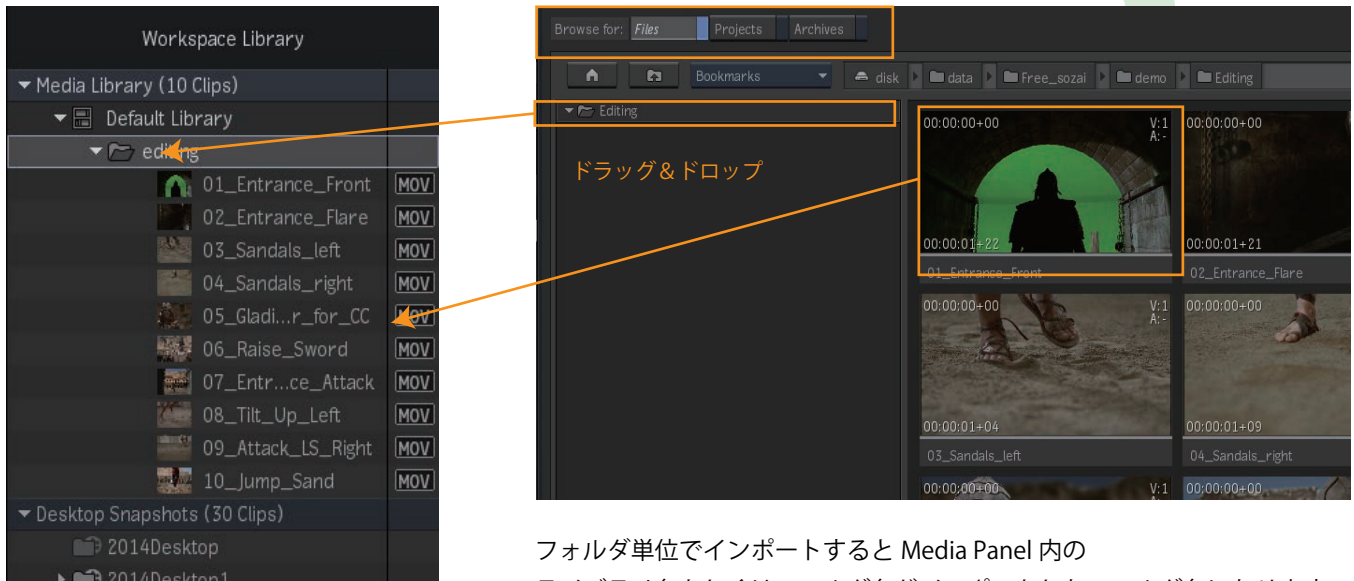 Workspace Library
Media Library (10 Clips)
Default Library
editing
01_Entrance_Front MOV
02_Entrance_Flare MOV
03_Sandals_left MOV
04_Sandals_right MOV
05_Gladi...r_for_CC MOV
06_Raise_Sword MOV
07_Entr...ce_Attack MOV
08_Tilt_Up_Left MOV
09_Attack_LS_Right MOV
10_Jump_Sand MOV
Desktop Snapshots (30 Clips)
2014Desktop
2014Desktop1
Browse for: Files Projects Archives
Bookmarks disk data Free_sozai demo Editing
Editing
ドラッグ＆ドロップ
00:00:00+00 V:1 00:00:00+00
A:-
00:00:01+22 00:00:01+21
01_Entrance_Front 02_Entrance_Flare
00:00:00+00 V:1 00:00:00+00
A:-
00:00:01+04 00:00:01+09
03_Sandals_left 04_Sandals_right
00:00:00+00 V:1 00:00:00+00
フォルダ単位でインポートすると Media Panel 内の